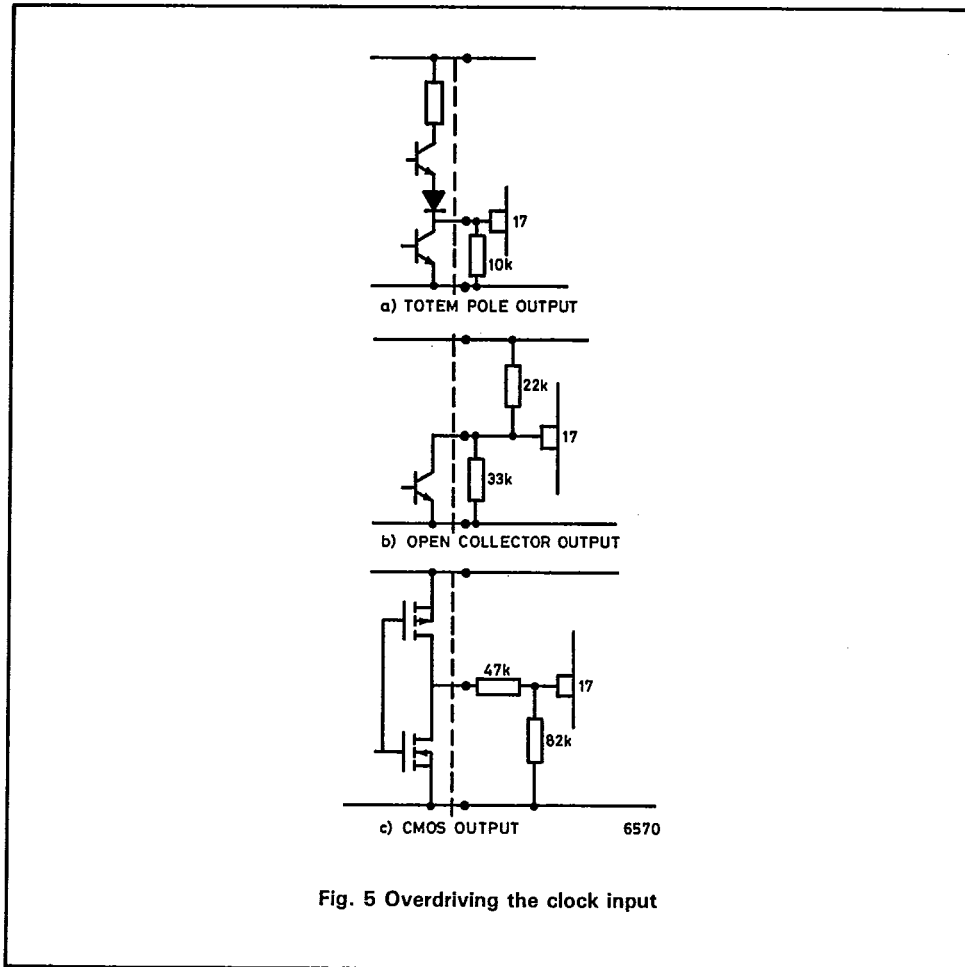 17
10k
a) TOTEM POLE OUTPUT
22k
17
33k
b) OPEN COLLECTOR OUTPUT
47k
17
82k
c) CMOS OUTPUT 6570
Fig. 5 Overdriving the clock input